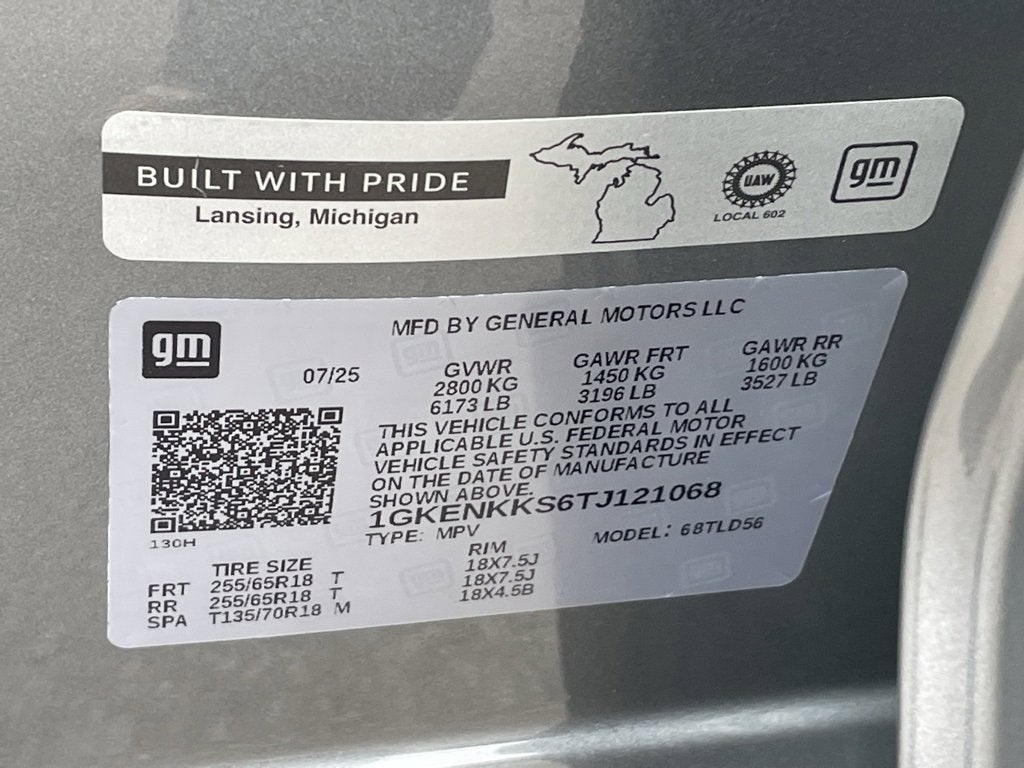 BUILT WITH PRIDE
Lansing, Michigan
UAW
LOCAL 602
gm
gm
MFD BY GENERAL MOTORS LLC
07/25
GVWR GAWR FRT GAWR RR
2800 KG 1450 KG 1600 KG
6173 LB 3196 LB 3527 LB
THIS VEHICLE CONFORMS TO ALL
APPLICABLE U.S. FEDERAL MOTOR
VEHICLE SAFETY STANDARDS IN EFFECT
ON THE DATE OF MANUFACTURE
SHOWN ABOVE.
1GKENKKS6TJ121068
TYPE: MPV MODEL: 68TLD56
130H
TIRE SIZE RIM
FRT 255/65R18 T 18X7.5J
RR 255/65R18 T 18X7.5J
SPA T135/70R18 M 18X4.5B